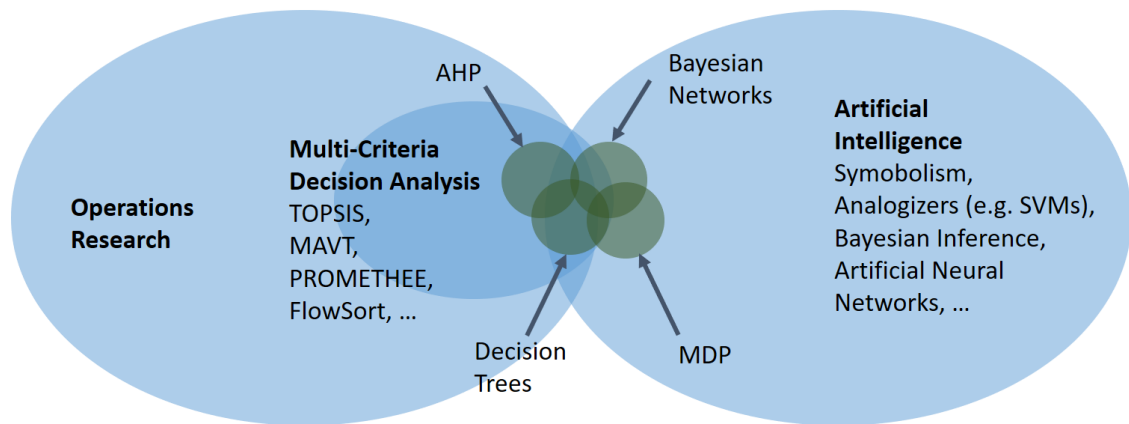 AHP
Bayesian
Networks
Operations
Research
Multi-Criteria
Decision Analysis
TOPSIS,
MAVT,
PROMETHEE,
FlowSort, ...
Artificial
Intelligence
Symobolism,
Analogizers (e.g. SVMs),
Bayesian Inference,
Artificial Neural
Networks, ...
Decision
Trees
MDP